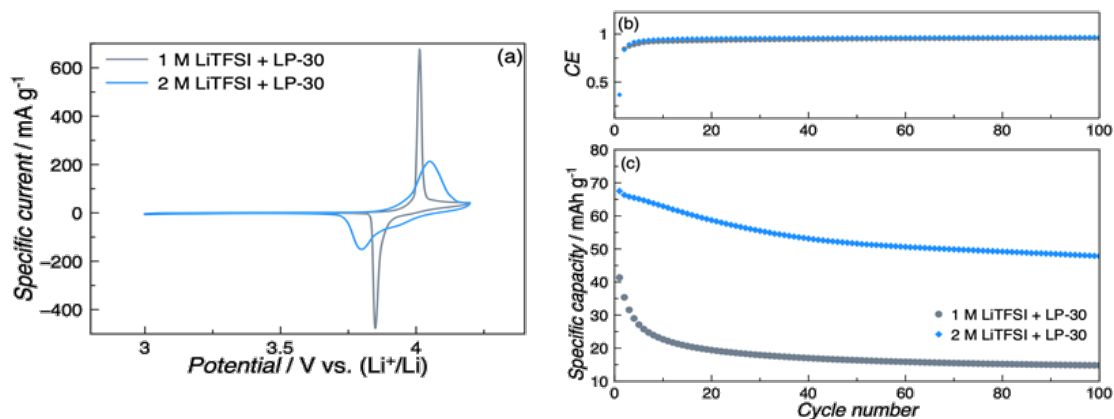 (a)
1 M LiTFSI + LP-30
2 M LiTFSI + LP-30
600
400
200
0
−200
−400
Specific current / mA g-1
3
3.5
4
Potential / V vs. (Li+/Li)
(b)
1
0.5
CE
0 20 40 60 80 100
(c)
80
70
60
50
40
30
20
10
Specific capacity / mAh g-1
1 M LiTFSI + LP-30
2 M LiTFSI + LP-30
0 20 40 60 80 100
Cycle number